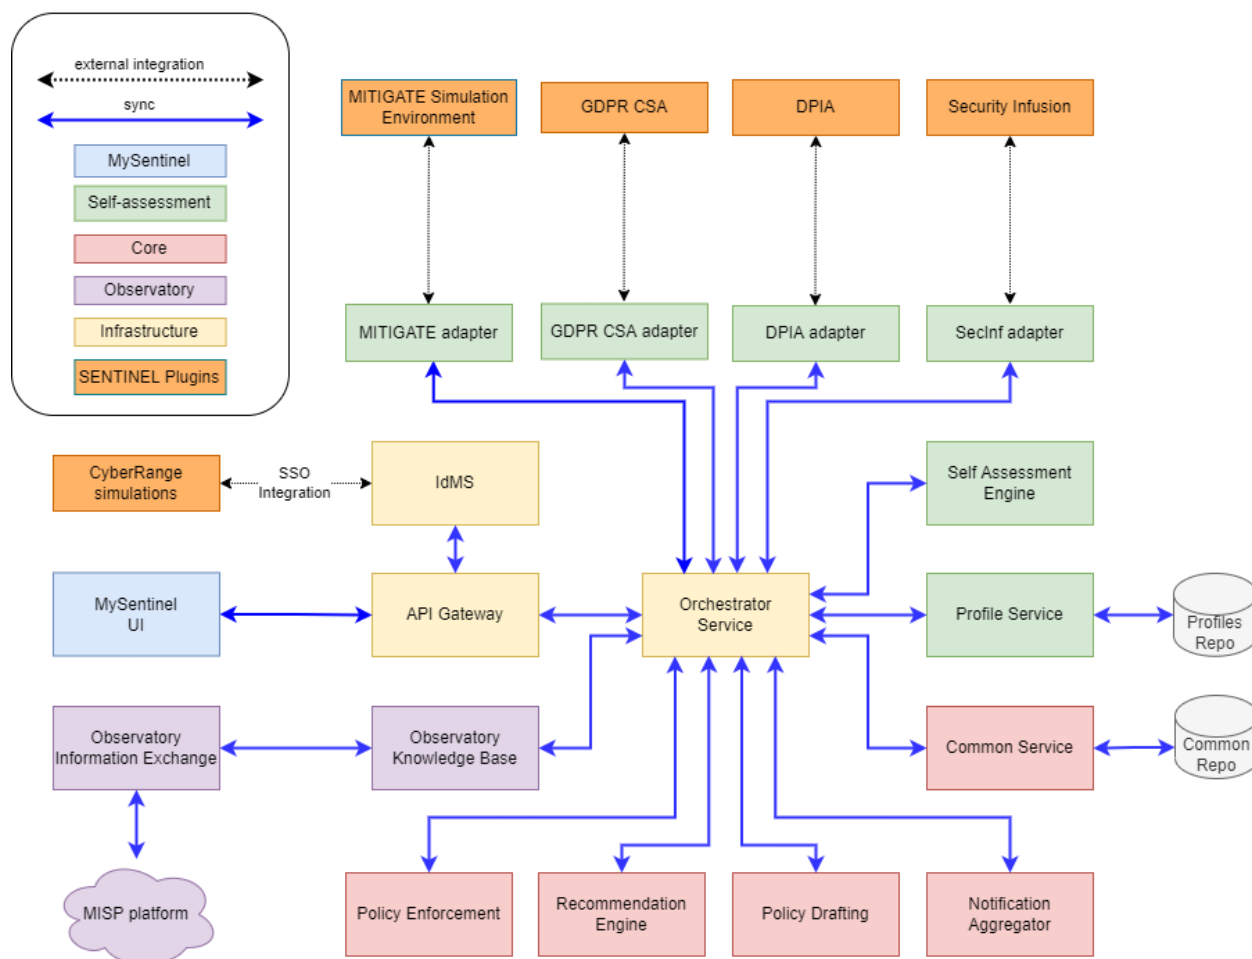 external integration
sync
MySentinel
Self-assessment
Core
Observatory
Infrastructure
SENTINEL Plugins
MITIGATE Simulation
Environment
GDPR CSA
DPIA
Security Infusion
MITIGATE adapter
GDPR CSA adapter
DPIA adapter
SecInf adapter
CyberRange
simulations
SSO
Integration
IdMS
Self Assessment
Engine
MySentinel
UI
API Gateway
Orchestrator
Service
Profile Service
Profiles
Repo
Observatory
Information Exchange
Observatory
Knowledge Base
Common Service
Common
Repo
MISP platform
Policy Enforcement
Recommendation
Engine
Policy Drafting
Notification
Aggregator